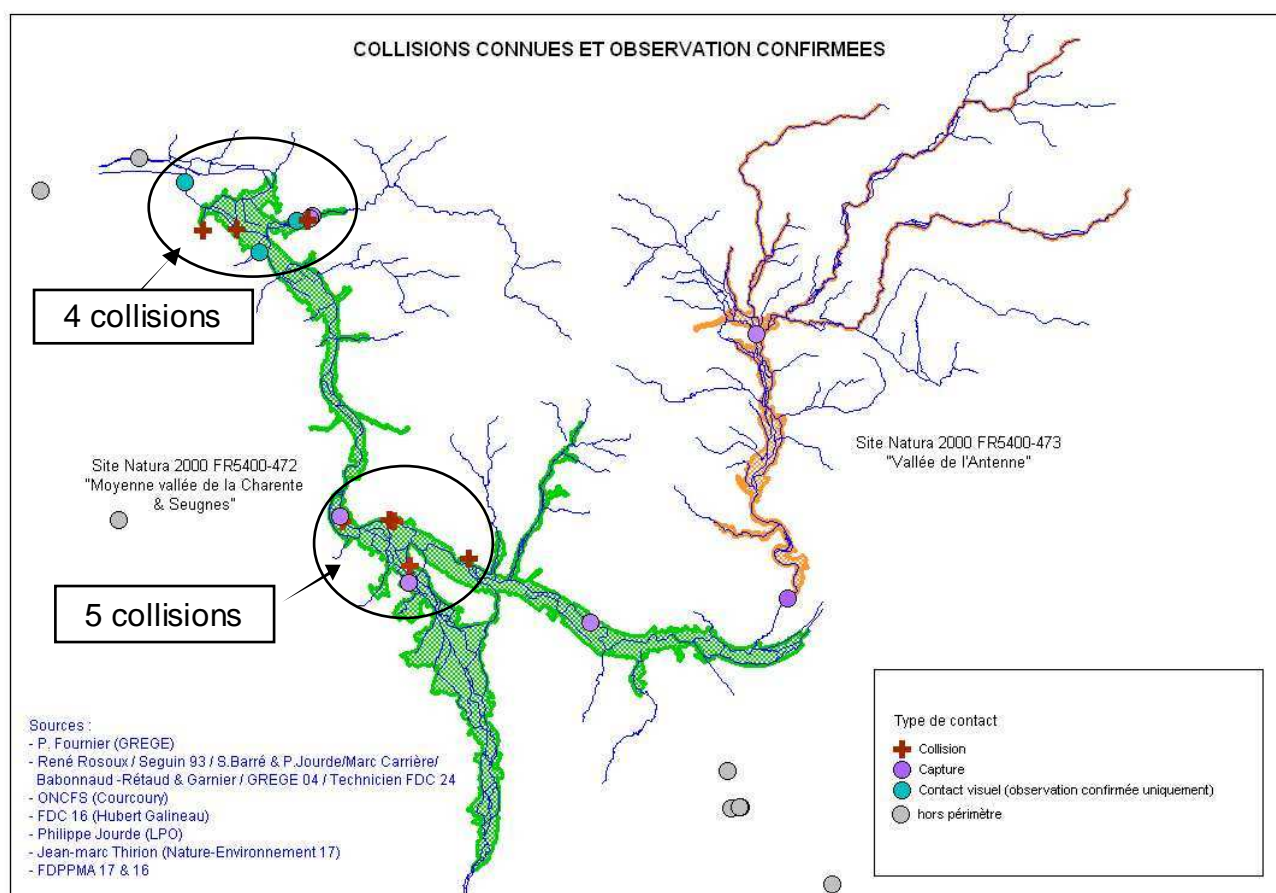 COLLISIONS CONNUES ET OBSERVATION CONFIRMEES
4 collisions
Site Natura 2000 FR5400-472
"Moyenne vallée de la Charente
& Seugnes"
Site Natura 2000 FR5400-473
"Vallée de l'Antenne"
5 collisions
Sources :
- P. Fournier (GREGE)
- René Rosoux / Seguin 93 / S.Barré & P.Jourde/Marc Carrière/
Babonnaud-Rétaud & Garnier / GREGE 04 / Technicien FDC 24
- ONCFS (Courcoury)
- FDC 16 (Hubert Galineau)
- Philippe Jourde (LPO)
- Jean-marc Thirion (Nature-Environnement 17)
- FDPPMA 17 & 16
Type de contact
Collision
Capture
Contact visuel (observation confirmée uniquement)
hors périmètre